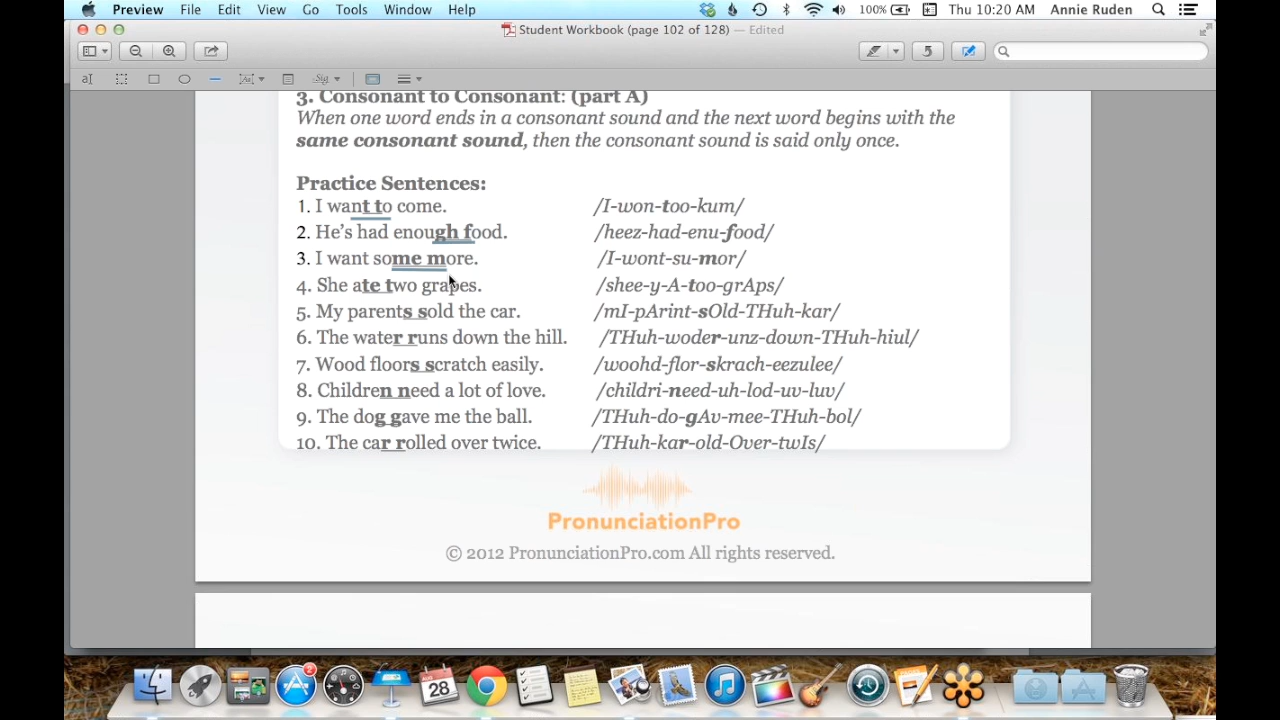 Preview File Edit View Go Tools Window Help 100% Thu 10:20 AM Annie Ruden
Student Workbook (page 102 of 128) — Edited
3. Consonant to Consonant: (part A)
When one word ends in a consonant sound and the next word begins with the
same consonant sound, then the consonant sound is said only once.
Practice Sentences:
1. I want to come. /I-won-too-kum/
2. He's had enough food. /heez-had-enu-food/
3. I want some more. /I-wont-su-mor/
4. She ate two grapes. /shee-y-A-too-grAps/
5. My parents sold the car. /mI-pArint-sOld-THuh-kar/
6. The water runs down the hill. /THuh-woder-unz-down-THuh-hiul/
7. Wood floors scratch easily. /woohd-flor-skrach-eezulee/
8. Children need a lot of love. /childri-need-uh-lod-uv-luv/
9. The dog gave me the ball. /THuh-do-gAv-mee-THuh-bol/
10. The car rolled over twice. /THuh-kar-old-Over-twIs/
PronunciationPro
© 2012 PronunciationPro.com All rights reserved.
2
AUG
28